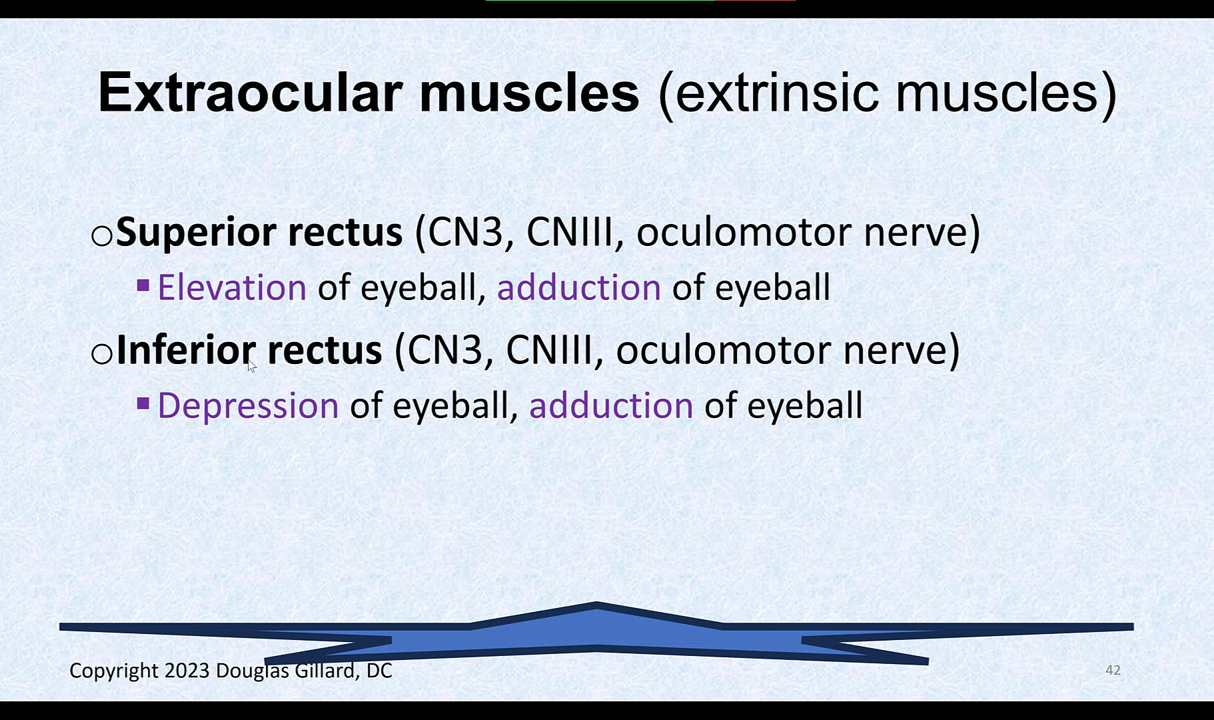 Extraocular muscles (extrinsic muscles)
○Superior rectus (CN3, CNIII, oculomotor nerve)
▪Elevation of eyeball, adduction of eyeball
○Inferior rectus (CN3, CNIII, oculomotor nerve)
▪Depression of eyeball, adduction of eyeball
Copyright 2023 Douglas Gillard, DC
42